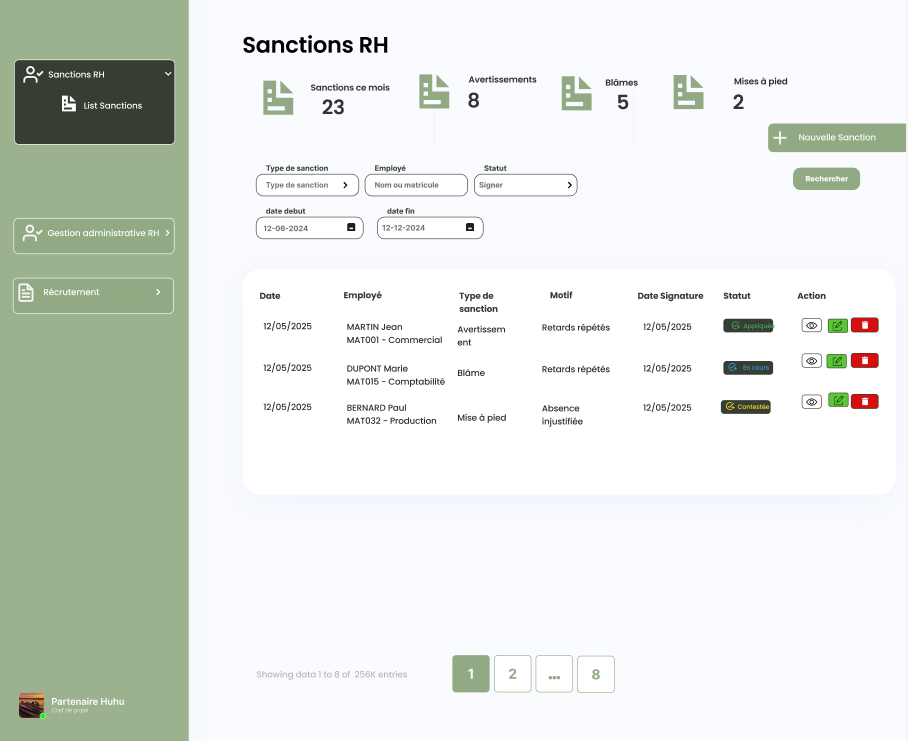 Sanctions RH
List Sanctions
Gestion administrative RH
Récrutement
Partenaire Huhu
Chef de projet
Sanctions RH
Sanctions ce mois
23
Avertissements
8
Blâmes
5
Mises à pied
2
Nouvelle Sanction
Type de sanction
Employé
Statut
Type de sanction
Nom ou matricule
Signer
Rechercher
date debut
date fin
12-06-2024
12-12-2024
Date
Employé
Type de
sanction
Motif
Date Signature
Statut
Action
12/05/2025
MARTIN Jean
MAT001 - Commercial
Avertissem
ent
Retards répétés
12/05/2025
Appliquée
12/05/2025
DUPONT Marie
MAT015 - Comptabilité
Blâme
Retards répétés
12/05/2025
En cours
12/05/2025
BERNARD Paul
MAT032 - Production
Mise à pied
Absence
injustifiée
12/05/2025
Contestée
Showing data 1 to 8 of 256K entries
1
2
...
8